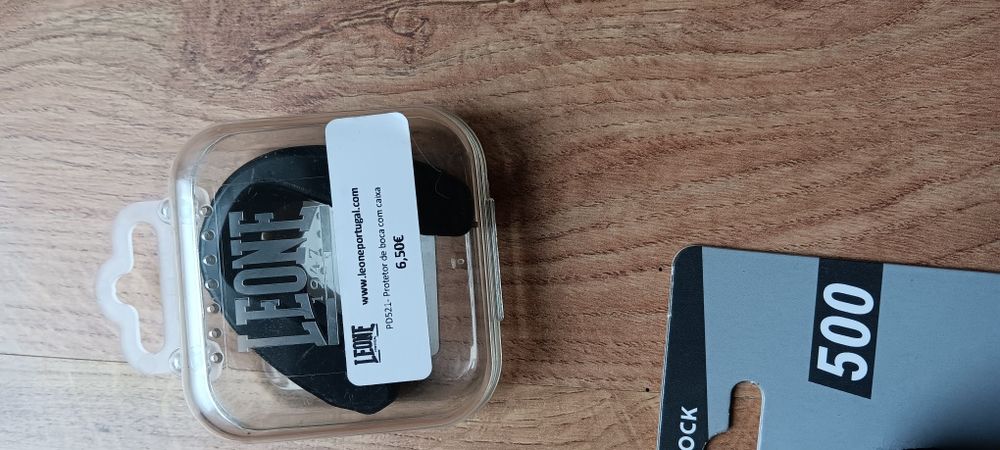 LEONE
1947
LEONE
www.leoneportugal.com
PD521- Protetor de boca com caixa
6,50€
500
OCK